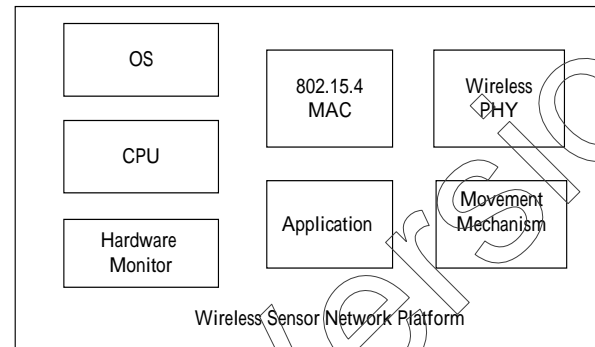 OS
802.15.4
MAC
Wireless
PHY
CPU
Application
Movement
Mechanism
Hardware
Monitor
Wireless Sensor Network Platform